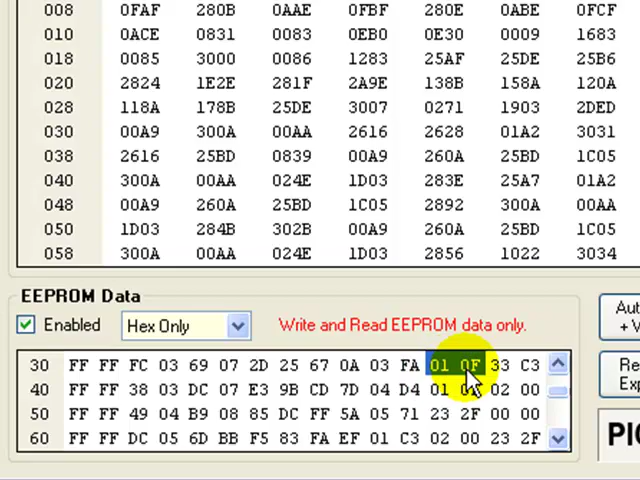 008 0FAF 280B 0AAE 0FBF 280E 0ABE 0FCF
010 0ACE 0831 0083 0EB0 0E30 0009 1683
018 0085 3000 0086 1283 25AF 25DE 25B6
020 2824 1E2E 281F 2A9E 138B 158A 120A
028 118A 178B 25DE 3007 0271 1903 2DED
030 00A9 300A 00AA 2616 2628 01A2 3031
038 2616 25BD 0839 00A9 260A 25BD 1C05
040 300A 00AA 024E 1D03 283E 25A7 01A2
048 00A9 260A 25BD 1C05 2892 300A 00AA
050 1D03 284B 302B 00A9 260A 25BD 1C05
058 300A 00AA 024E 1D03 2856 1022 3034
EEPROM Data
Enabled Hex Only Write and Read EEPROM data only.
Aut
+ V
30 FF FF FC 03 69 07 2D 25 67 0A 03 FA 01 0F 33 C3
40 FF FF 38 03 DC 07 E3 9B CD 7D 04 D4 01 02 00
50 FF FF 49 04 B9 08 85 DC FF 5A 05 71 23 2F 00 00
60 FF FF DC 05 6D BB F5 83 FA EF 01 C3 02 00 23 2F
Re
Exp
PIC